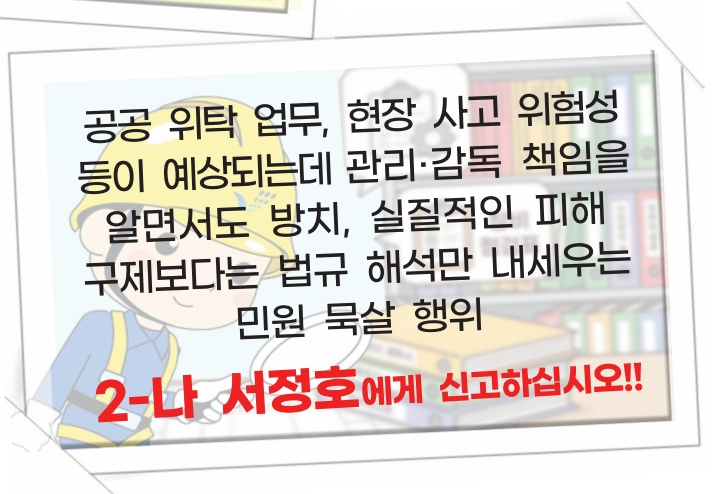 공공 위탁 업무, 현장 사고 위험성
등이 예상되는데 관리·감독 책임을
알면서도 방치, 실질적인 피해
구제보다는 법규 해석만 내세우는
민원 묵살 행위
2-나 서정호에게 신고하십시오!!